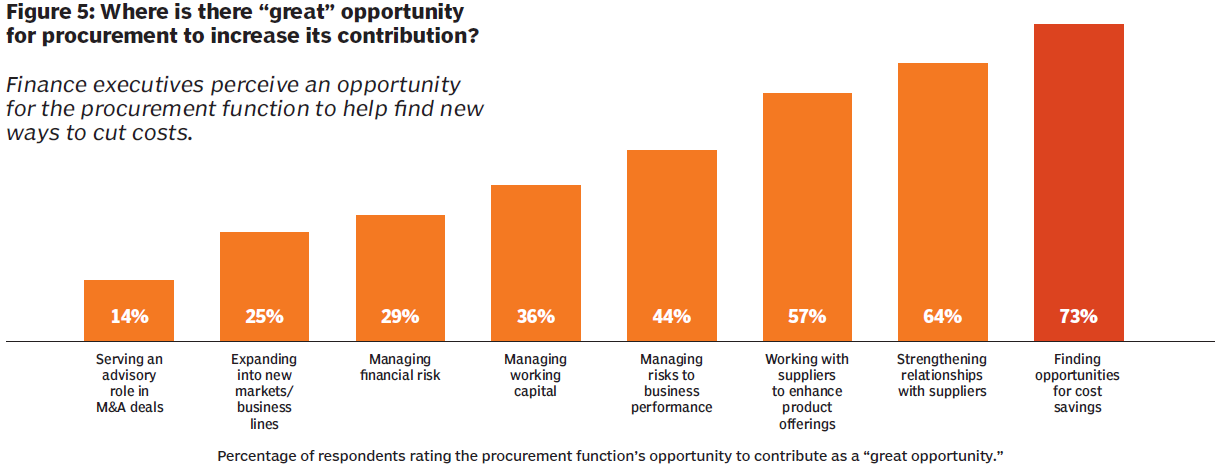 Figure 5: Where is there “great” opportunity
for procurement to increase its contribution?
Finance executives perceive an opportunity
for the procurement function to help find new
ways to cut costs.
14%
25%
29%
36%
44%
57%
64%
73%
Serving an
advisory
role in
M&A deals
Expanding
into new
markets/
business
lines
Managing
financial risk
Managing
working
capital
Managing
risks to
business
performance
Working with
suppliers
to enhance
product
offerings
Strengthening
relationships
with suppliers
Finding
opportunities
for cost
savings
Percentage of respondents rating the procurement function’s opportunity to contribute as a “great opportunity.”